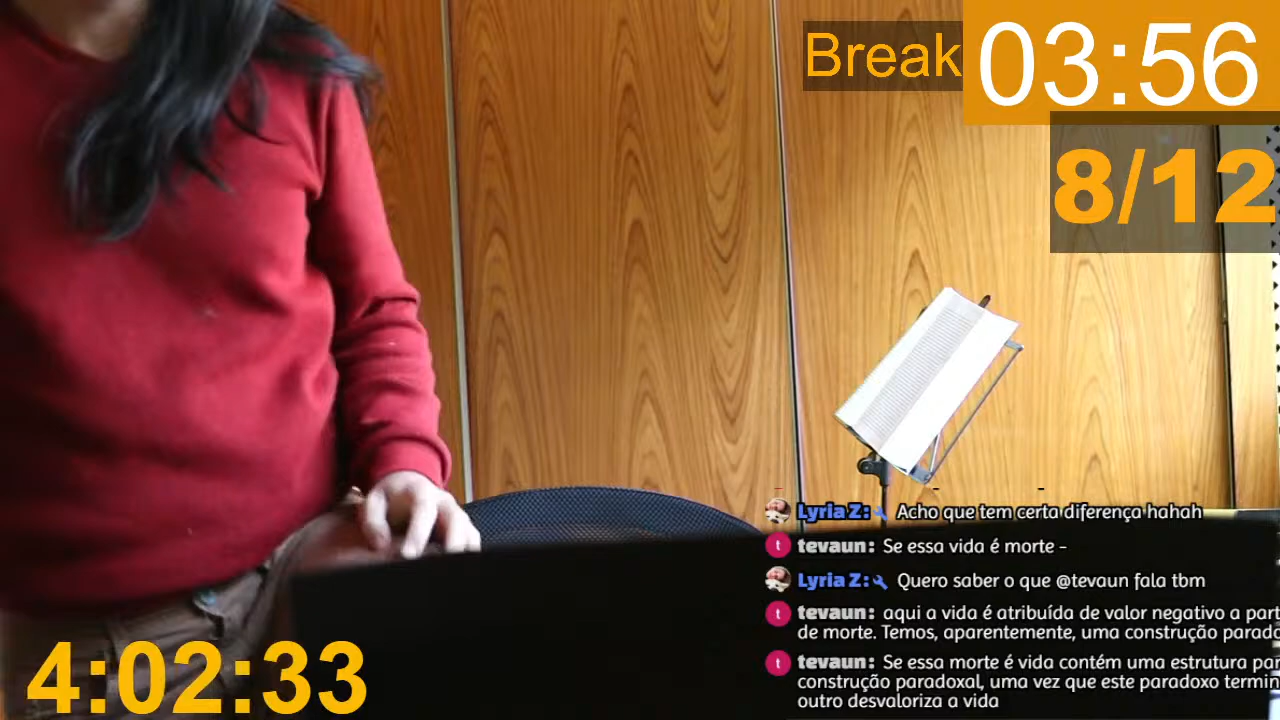 Break
03:56
8/12
Lyria Z: Acho que tem certa diferença hahah
tevaun: Se essa vida é morte -
Lyria Z: Quero saber o que @tevaun fala tbm
t tevaun: aqui a vida é atribuída de valor negativo a part
de morte. Temos, aparentemente, uma construção parado
t tevaun: Se essa morte é vida contém uma estrutura par
construção paradoxal, uma vez que este paradoxo termin
outro desvaloriza a vida
4:02:33